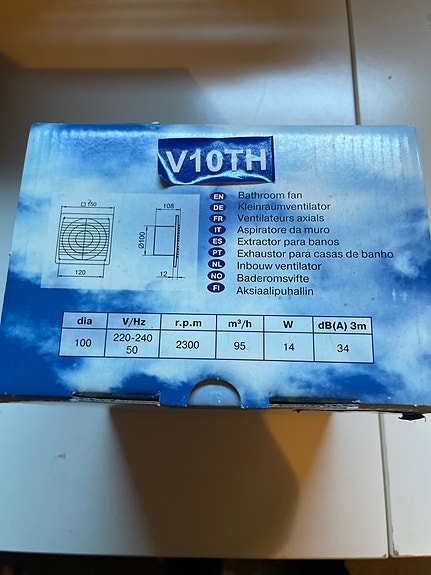 V10TH
□ 150
108
Ø100
120
12
EN Bathroom fan
DE Kleinraumventilator
FR Ventilateurs axials
IT Aspiratore da muro
ES Extractor para banos
PT Exhaustor para casas de banho
NL Inbouw ventilator
NO Baderomsvifte
FI Aksiaalipuhallin
dia V/Hz r.p.m m³/h W dB(A) 3m
100 220-240 2300 95 14 34
50